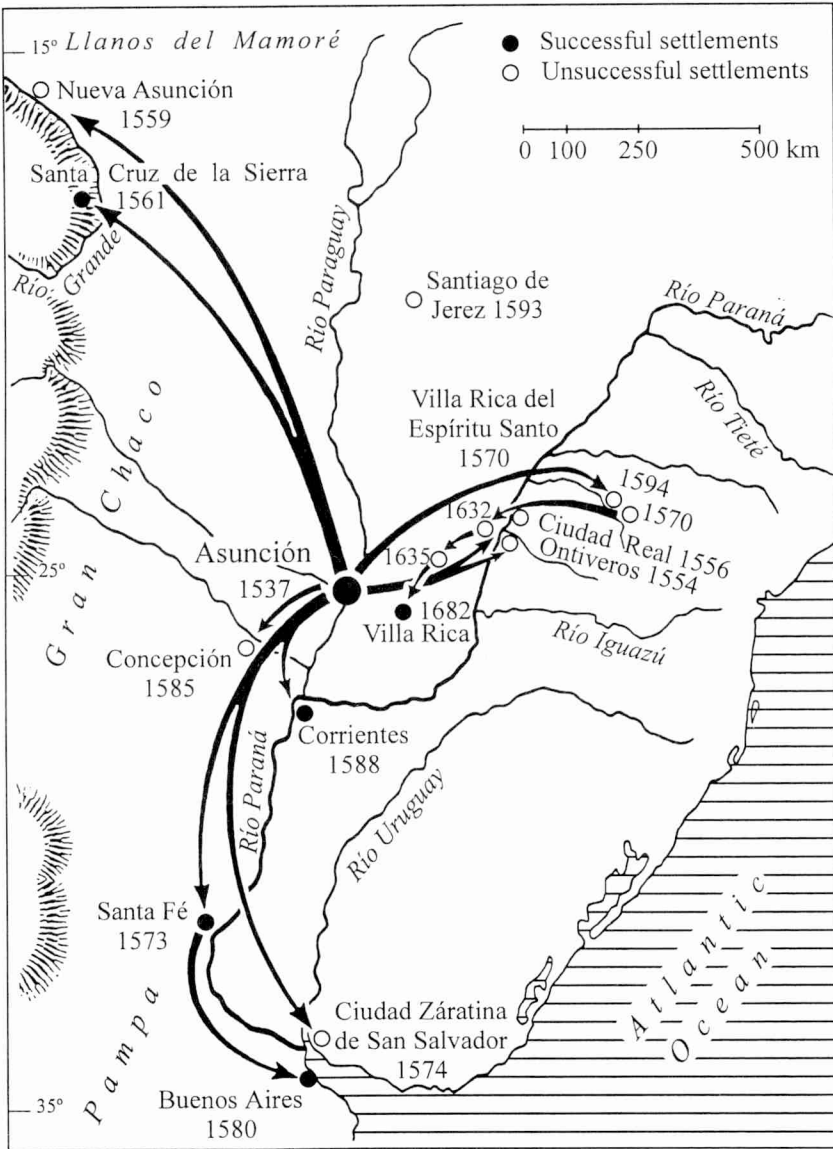 15º
Llanos del Mamoré
Successful settlements
Unsuccessful settlements
0 100 250 500 km
Nueva Asunción
1559
Santa Cruz de la Sierra
1561
Río Grande
Río Paraguay
Santiago de
Jerez 1593
Río Paraná
Río Tieté
Villa Rica del
Espíritu Santo
1570
1594
1570
1632
1635
Ciudad Real 1556
Ontiveros 1554
Gran Chaco
Asunción
1537
25º
1682
Villa Rica
Río Iguazú
Concepción
1585
Corrientes
1588
Río Paraná
Río Uruguay
Santa Fé
1573
Atlantic
Ocean
Pampa
Ciudad Záratina
de San Salvador
1574
Buenos Aires
1580
35º